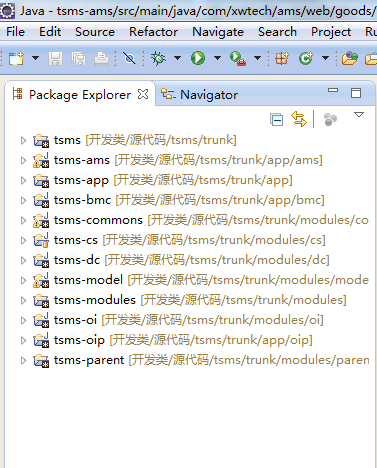 Java - tsms-ams/src/main/java/com/xwtech/ams/web/goods/
File Edit Source Refactor Navigate Search Project Ru
Package Explorer Navigator
tsms [开发类/源代码/tsms/trunk]
tsms-ams [开发类/源代码/tsms/trunk/app/ams]
tsms-app [开发类/源代码/tsms/trunk/app]
tsms-bmc [开发类/源代码/tsms/trunk/app/bmc]
tsms-commons [开发类/源代码/tsms/trunk/modules/co
tsms-cs [开发类/源代码/tsms/trunk/modules/cs]
tsms-dc [开发类/源代码/tsms/trunk/modules/dc]
tsms-model [开发类/源代码/tsms/trunk/modules/mode
tsms-modules [开发类/源代码/tsms/trunk/modules]
tsms-oi [开发类/源代码/tsms/trunk/modules/oi]
tsms-oip [开发类/源代码/tsms/trunk/app/oip]
tsms-parent [开发类/源代码/tsms/trunk/modules/paren